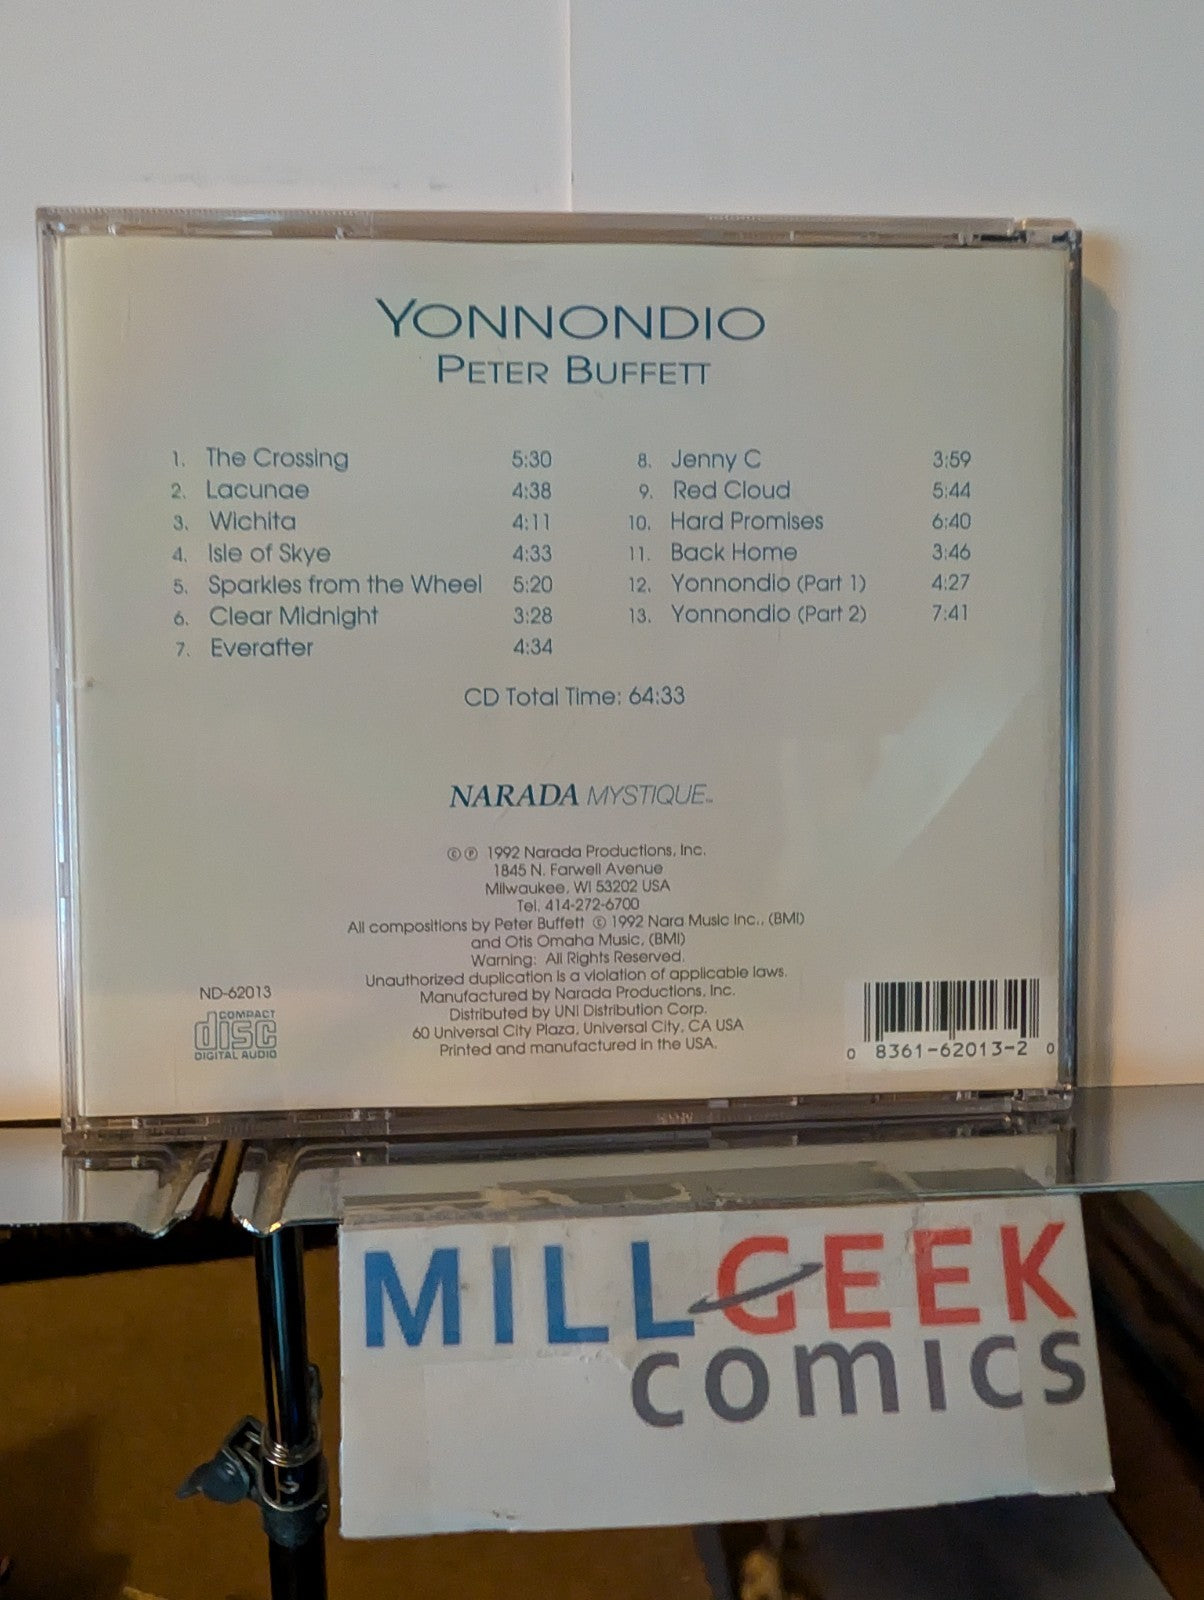 YONNONDIO
PETER BUFFETT
1. The Crossing 5:30
2. Lacunae 4:38
3. Wichita 4:11
4. Isle of Skye 4:33
5. Sparkles from the Wheel 5:20
6. Clear Midnight 3:28
7. Everafter 4:34
8. Jenny C 3:59
9. Red Cloud 5:44
10. Hard Promises 6:40
11. Back Home 3:46
12. Yonnondio (Part 1) 4:27
13. Yonnondio (Part 2) 7:41
CD Total Time: 64:33
NARADA MYSTIQUE™
© ℗ 1992 Narada Productions, Inc.
1845 N. Farwell Avenue
Milwaukee, WI 53202 USA
Tel. 414-272-6700
All compositions by Peter Buffett © 1992 Nara Music Inc., (BMI)
and Otis Omaha Music, (BMI)
Warning: All Rights Reserved.
Unauthorized duplication is a violation of applicable laws.
Manufactured by Narada Productions, Inc.
Distributed by UNI Distribution Corp.
60 Universal City Plaza, Universal City, CA USA
Printed and manufactured in the USA.
ND-62013
COMPACT
disc
DIGITAL AUDIO
0 8361-62013-2 0
MILLGEEK
comics